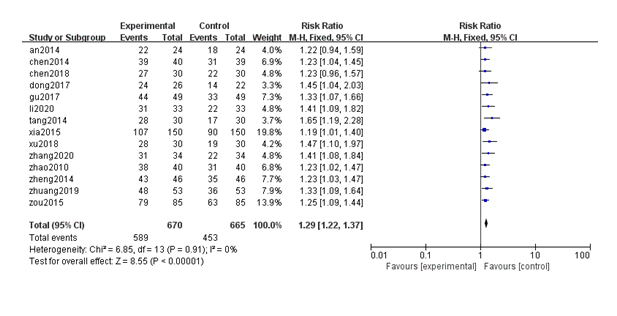 Experimental Control Risk Ratio Risk Ratio
Study or Subgroup Events Total Events Total Weight M-H, Fixed, 95% CI M-H, Fixed, 95% CI
an2014 22 24 18 24 4.0% 1.22 [0.94, 1.59]
chen2014 39 40 31 39 6.9% 1.23 [1.04, 1.45]
chen2018 27 30 22 30 4.8% 1.23 [0.96, 1.57]
dong2017 24 26 14 22 3.3% 1.45 [1.04, 2.03]
gu2017 44 49 33 49 7.3% 1.33 [1.07, 1.66]
li2020 31 33 22 33 4.8% 1.41 [1.09, 1.82]
tang2014 28 30 17 30 3.7% 1.65 [1.19, 2.28]
xia2015 107 150 90 150 19.8% 1.19 [1.01, 1.40]
xu2018 28 30 19 30 4.2% 1.47 [1.10, 1.97]
zhang2020 31 34 22 34 4.8% 1.41 [1.08, 1.84]
zhao2010 38 40 31 40 6.8% 1.23 [1.02, 1.47]
zheng2014 43 46 35 46 7.7% 1.23 [1.03, 1.47]
zhuang2019 48 53 36 53 7.9% 1.33 [1.09, 1.64]
zou2015 79 85 63 85 13.9% 1.25 [1.09, 1.44]
Total (95% CI) 670 665 100.0% 1.29 [1.22, 1.37]
Total events 589 453
Heterogeneity: Chi² = 6.85, df = 13 (P = 0.91); I² = 0%
Test for overall effect: Z = 8.55 (P < 0.00001)
0.01 0.1 1 10 100
Favours [experimental] Favours [control]